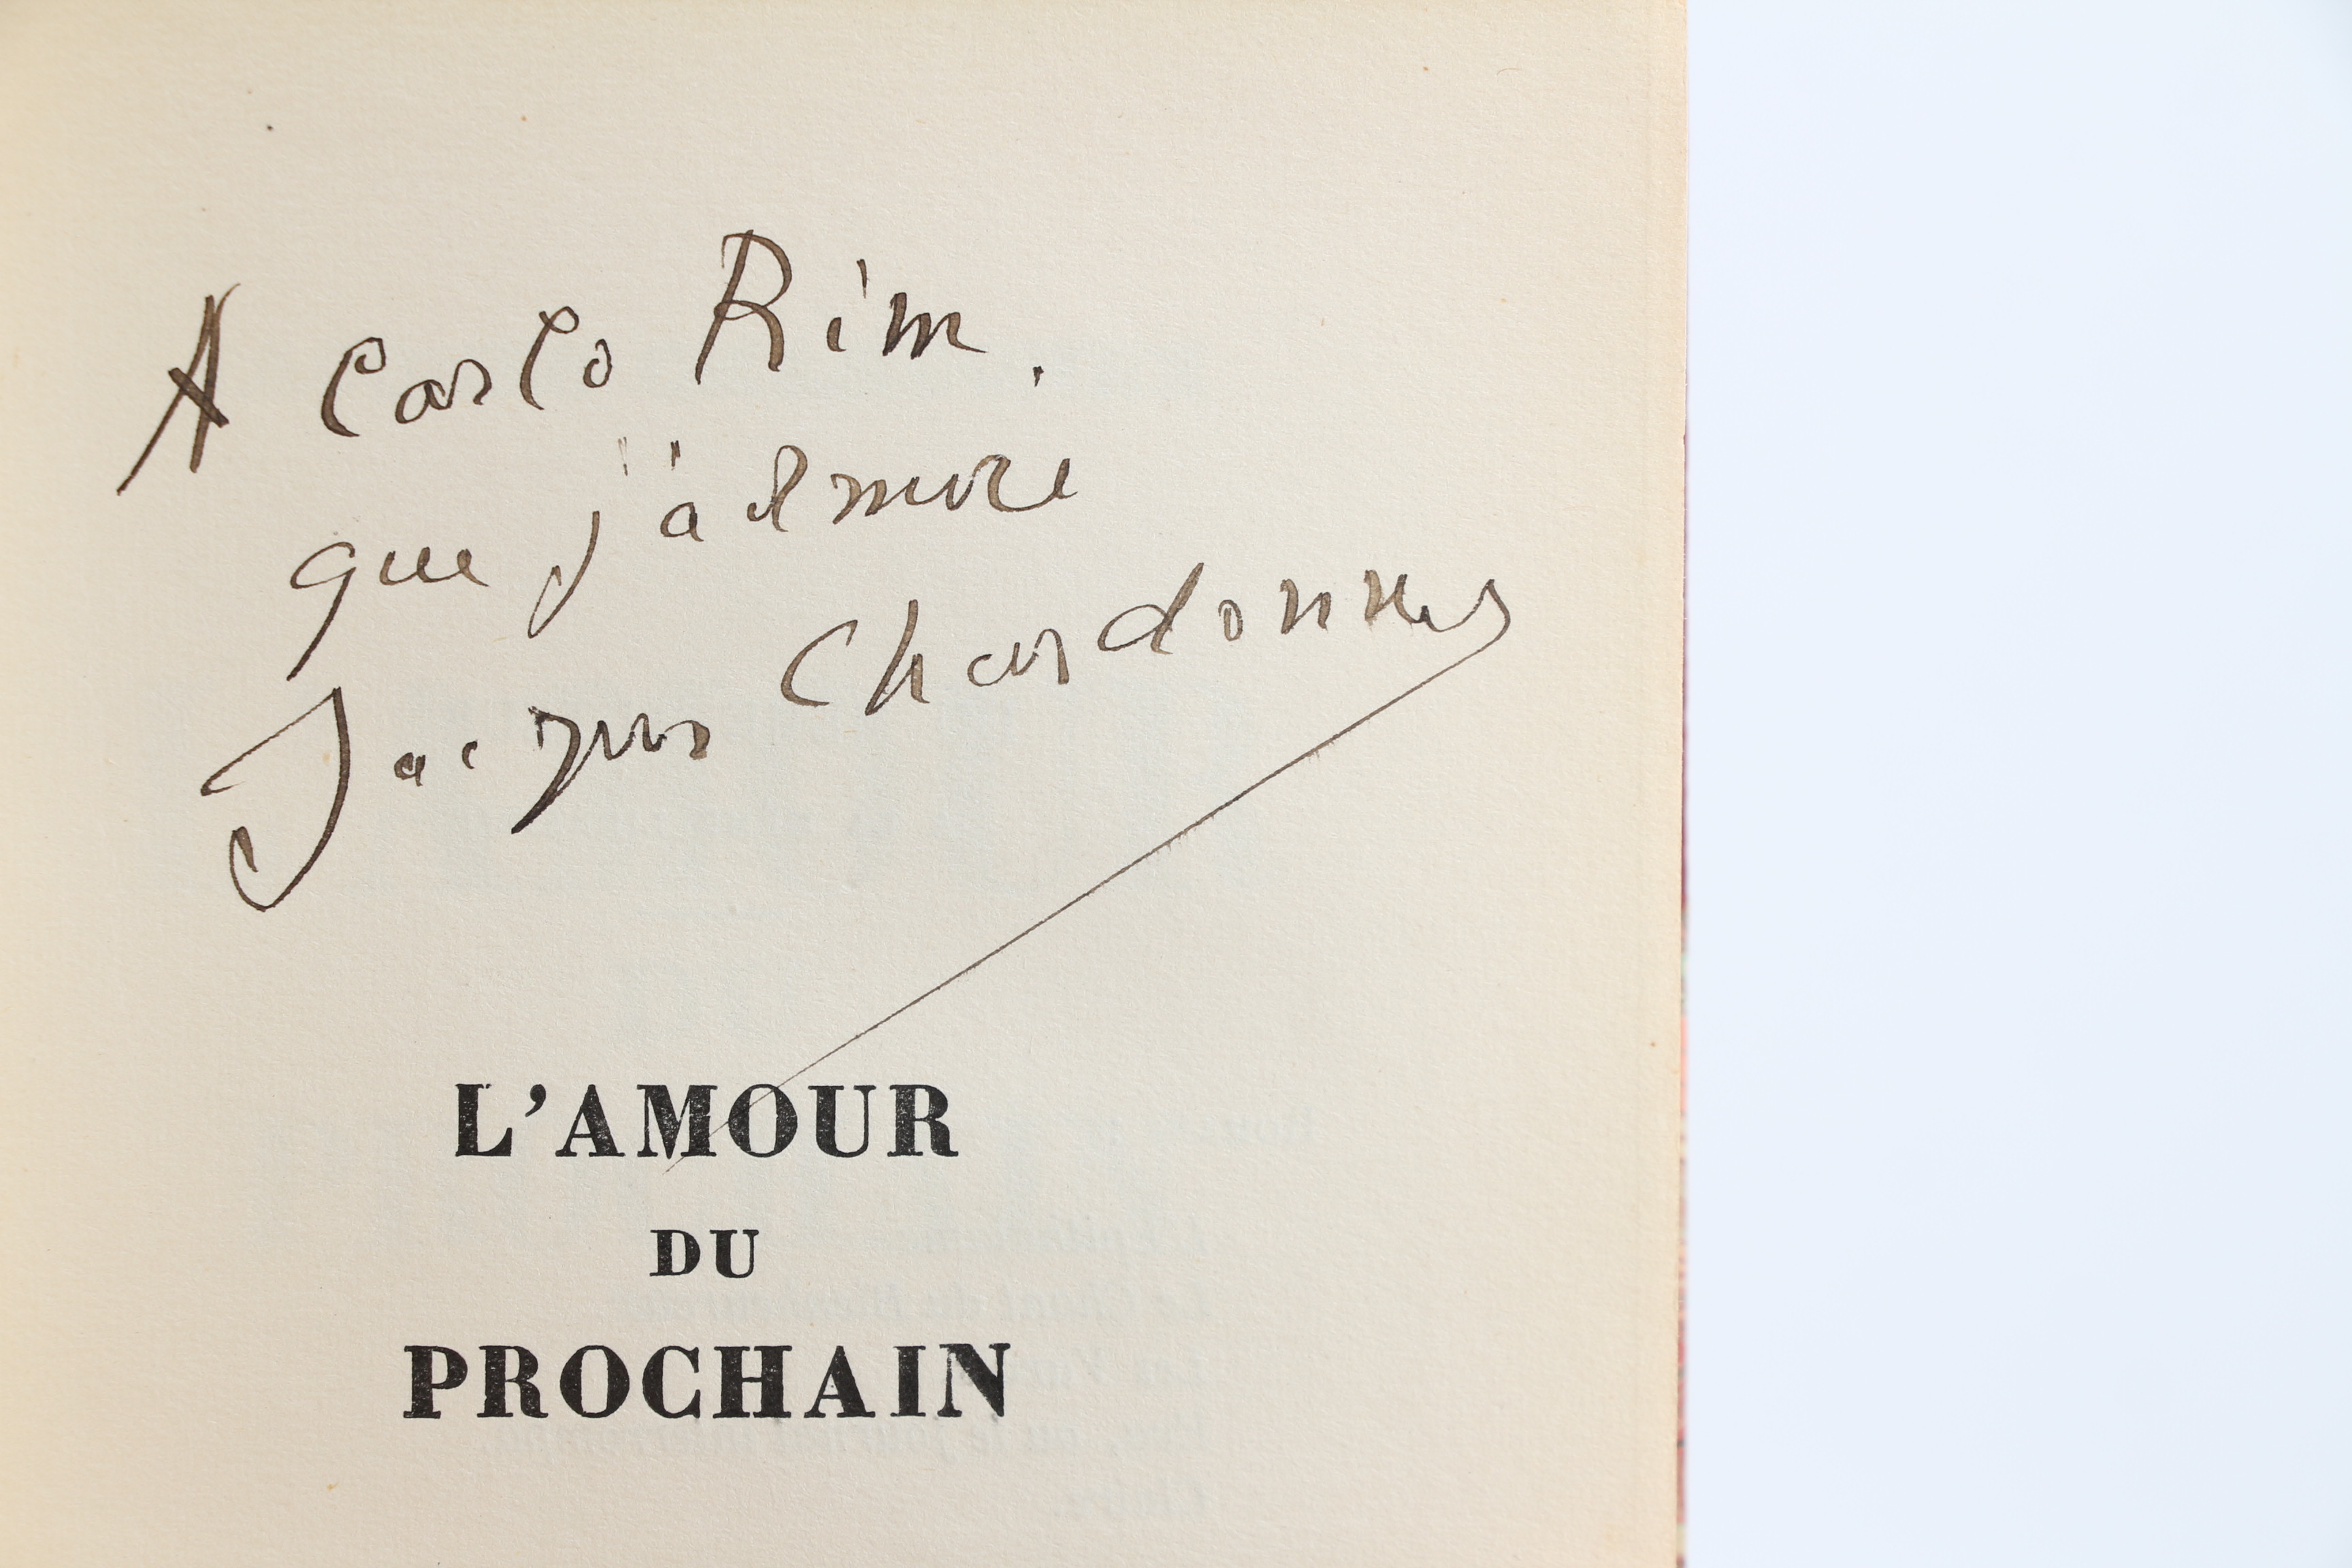 A Carlo Rim.
que j'admire
Jacques Chardonne
L'AMOUR
DU
PROCHAIN